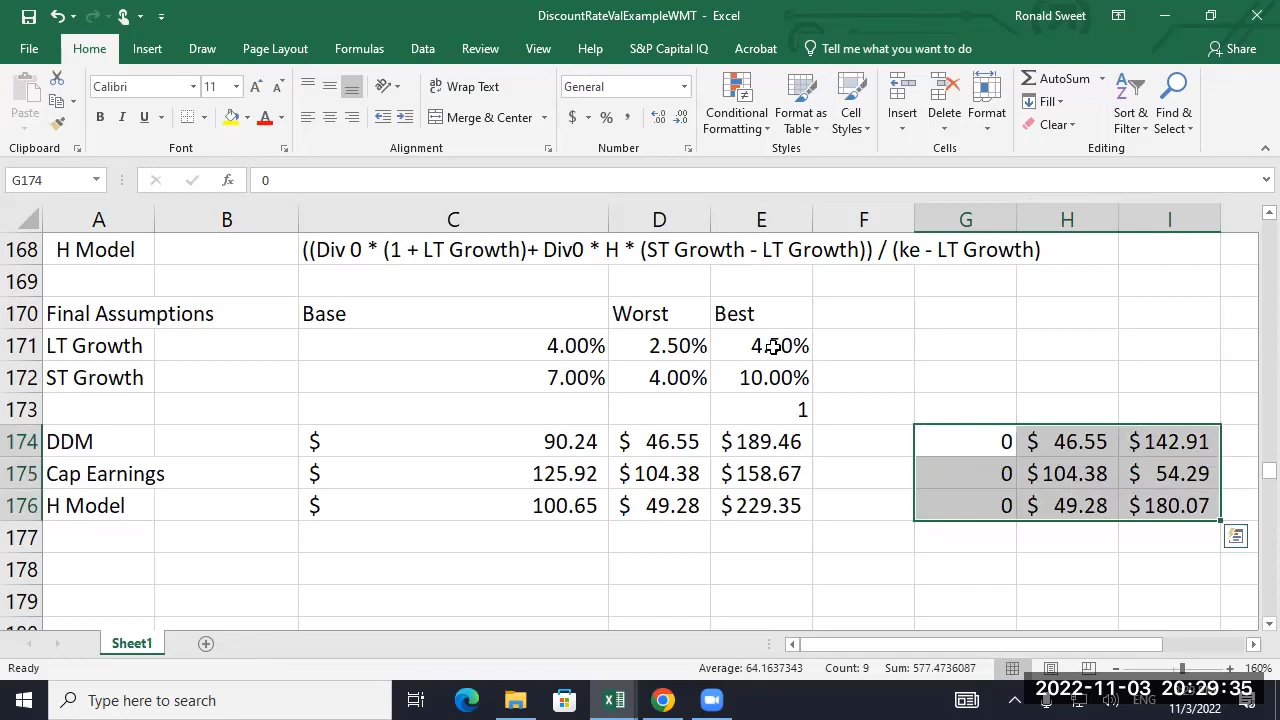 DiscountRateValExampleWMT - Excel
Ronald Sweet
File Home Insert Draw Page Layout Formulas Data Review View Help S&P Capital IQ Acrobat Tell me what you want to do Share
Paste
Clipboard
Calibri 11
B I U
Font
Wrap Text
Merge & Center
Alignment
General
$ % ,
Number
Conditional Formatting
Format as Table
Cell Styles
Styles
Insert Delete Format
Cells
AutoSum
Fill
Clear
Sort & Filter
Find & Select
Editing
G174 fx 0
A B C D E F G H I
168 H Model ((Div 0 * (1 + LT Growth)+ Div0 * H * (ST Growth - LT Growth)) / (ke - LT Growth)
169
170 Final Assumptions Base Worst Best
171 LT Growth 4.00% 2.50%
172 ST Growth 7.00% 4.00% 10.00%
173 1
174 DDM $ 90.24 $ 46.55 $189.46 0 $ 46.55 $142.91
175 Cap Earnings $ 125.92 $104.38 $158.67 0 $104.38 $ 54.29
176 H Model $ 100.65 $ 49.28 $229.35 0 $ 49.28 $180.07
177
178
179
Sheet1
Ready Average: 64.1637343 Count: 9 Sum: 577.4736087 160%
Type here to search
ENG
2022-11-03 20:29:35
11/3/2022